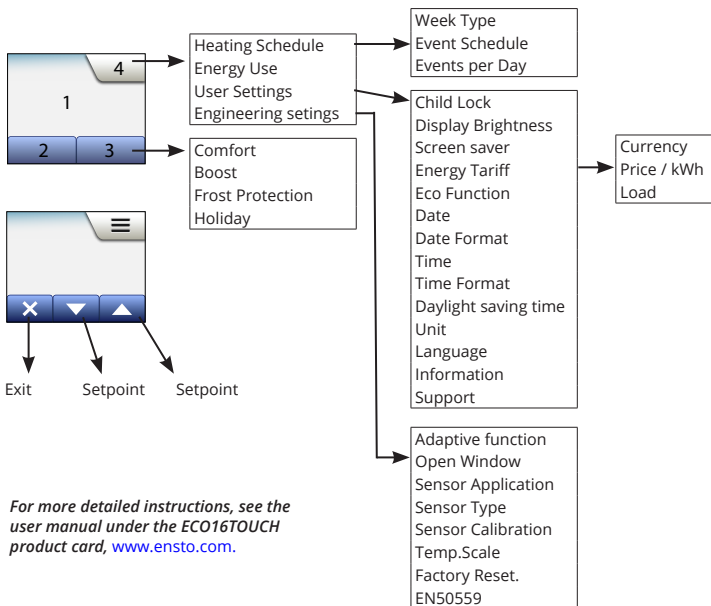 4
1
2
3
Heating Schedule
Energy Use
User Settings
Engineering setings
Comfort
Boost
Frost Protection
Holiday
Week Type
Event Schedule
Events per Day
Child Lock
Display Brightness
Screen saver
Energy Tariff
Eco Function
Date
Date Format
Time
Time Format
Daylight saving time
Unit
Language
Information
Support
Currency
Price / kWh
Load
Exit
Setpoint
Setpoint
Adaptive function
Open Window
Sensor Application
Sensor Type
Sensor Calibration
Temp.Scale
Factory Reset.
EN50559
For more detailed instructions, see the
user manual under the ECO16TOUCH
product card, www.ensto.com.